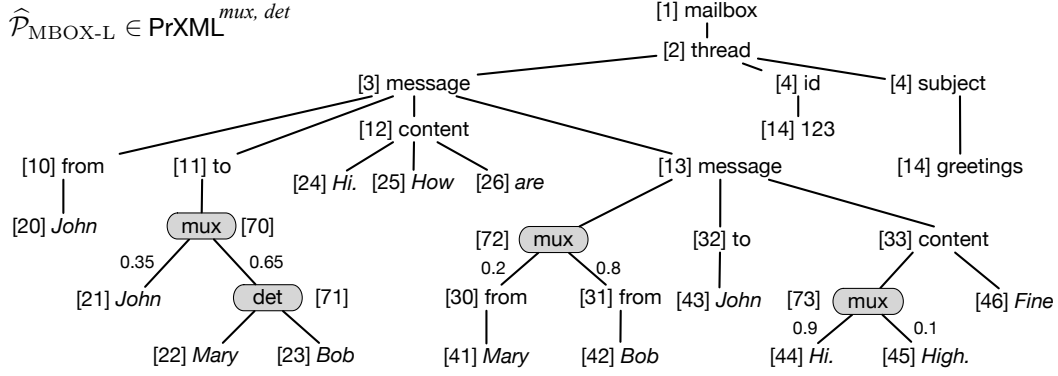 [1] mailbox
P̂MBOX-L ∈ PrXML^mux, det
[2] thread
[3] message [4] id [4] subject
[12] content [14] 123
[10] from [11] to [13] message [14] greetings
[24] Hi. [25] How [26] are
[20] John mux [70] [72] mux [32] to [33] content
0.35 0.65 0.2 0.8
[21] John det [71] [30] from [31] from [43] John [73] mux [46] Fine
0.9 0.1
[22] Mary [23] Bob [41] Mary [42] Bob [44] Hi. [45] High.